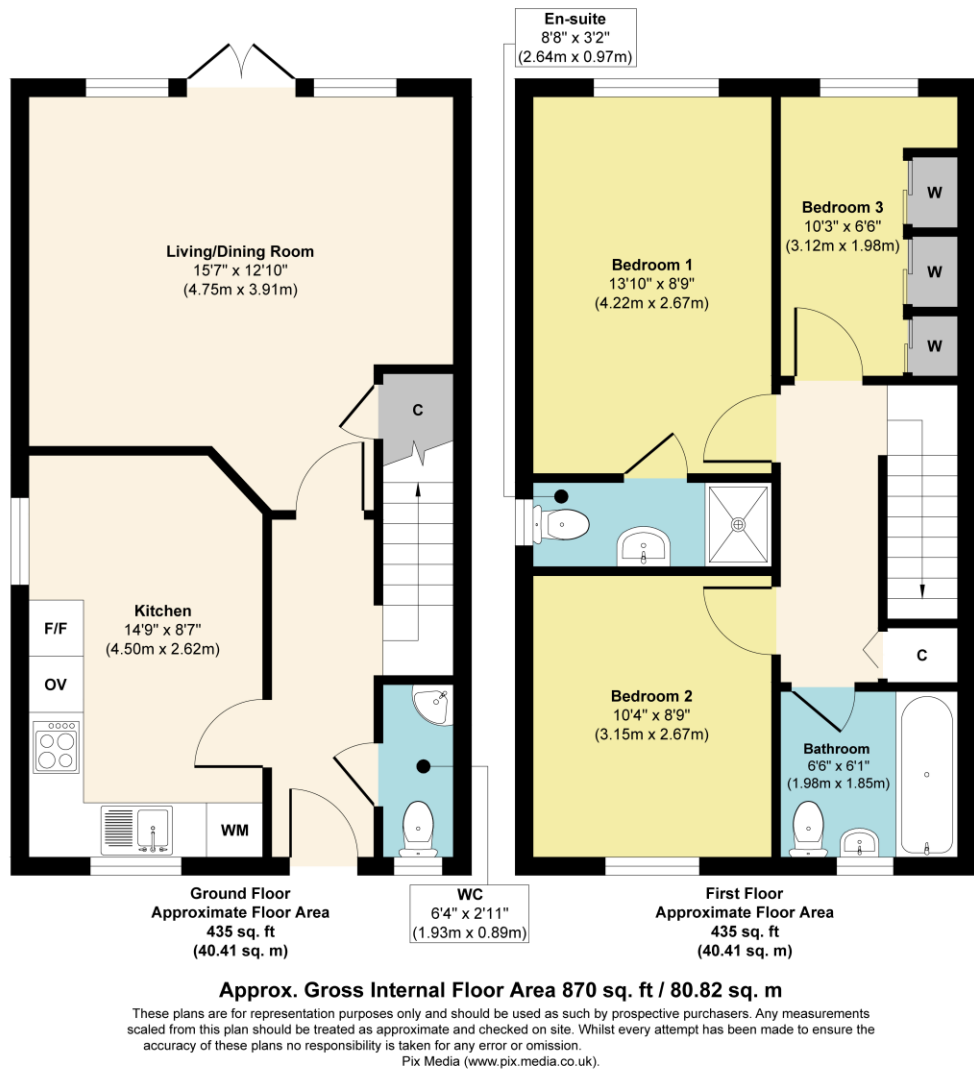 En-suite
8'8" x 3'2"
(2.64m x 0.97m)
Living/Dining Room
15'7" x 12'10"
(4.75m x 3.91m)
C
Kitchen
14'9" x 8'7"
(4.50m x 2.62m)
F/F
OV
WM
Bedroom 1
13'10" x 8'9"
(4.22m x 2.67m)
Bedroom 3
10'3" x 6'6"
(3.12m x 1.98m)
W
W
W
Bedroom 2
10'4" x 8'9"
(3.15m x 2.67m)
C
Bathroom
6'6" x 6'1"
(1.98m x 1.85m)
Ground Floor
Approximate Floor Area
435 sq. ft
(40.41 sq. m)
WC
6'4" x 2'11"
(1.93m x 0.89m)
First Floor
Approximate Floor Area
435 sq. ft
(40.41 sq. m)
Approx. Gross Internal Floor Area 870 sq. ft / 80.82 sq. m
These plans are for representation purposes only and should be used as such by prospective purchasers. Any measurements
scaled from this plan should be treated as approximate and checked on site. Whilst every attempt has been made to ensure the
accuracy of these plans no responsibility is taken for any error or omission.
Pix Media (www.pix.media.co.uk).